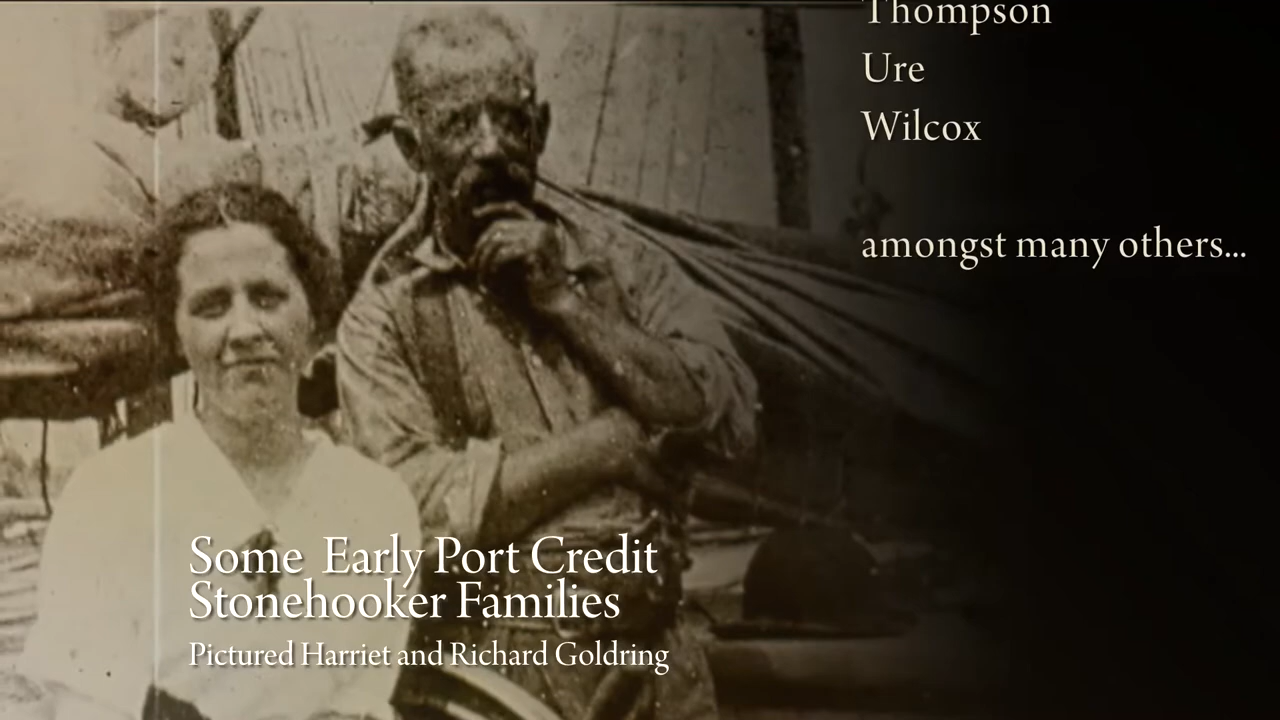 Thompson
Ure
Wilcox
amongst many others...
Some Early Port Credit
Stonehooker Families
Pictured Harriet and Richard Goldring